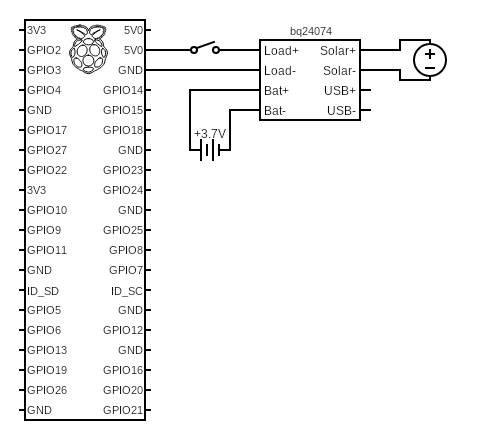 bq24074
3V3 5V0
GPIO2 5V0
GPIO3 GND
GPIO4 GPIO14
GND GPIO15
GPIO17 GPIO18
GPIO27 GND
GPIO22 GPIO23
3V3 GPIO24
GPIO10 GND
GPIO9 GPIO25
GPIO11 GPIO8
GND GPIO7
ID_SD ID_SC
GPIO5 GND
GPIO6 GPIO12
GPIO13 GND
GPIO19 GPIO16
GPIO26 GPIO20
GND GPIO21
Load+ Solar+
Load- Solar-
Bat+ USB+
Bat- USB-
+3.7V
+
−